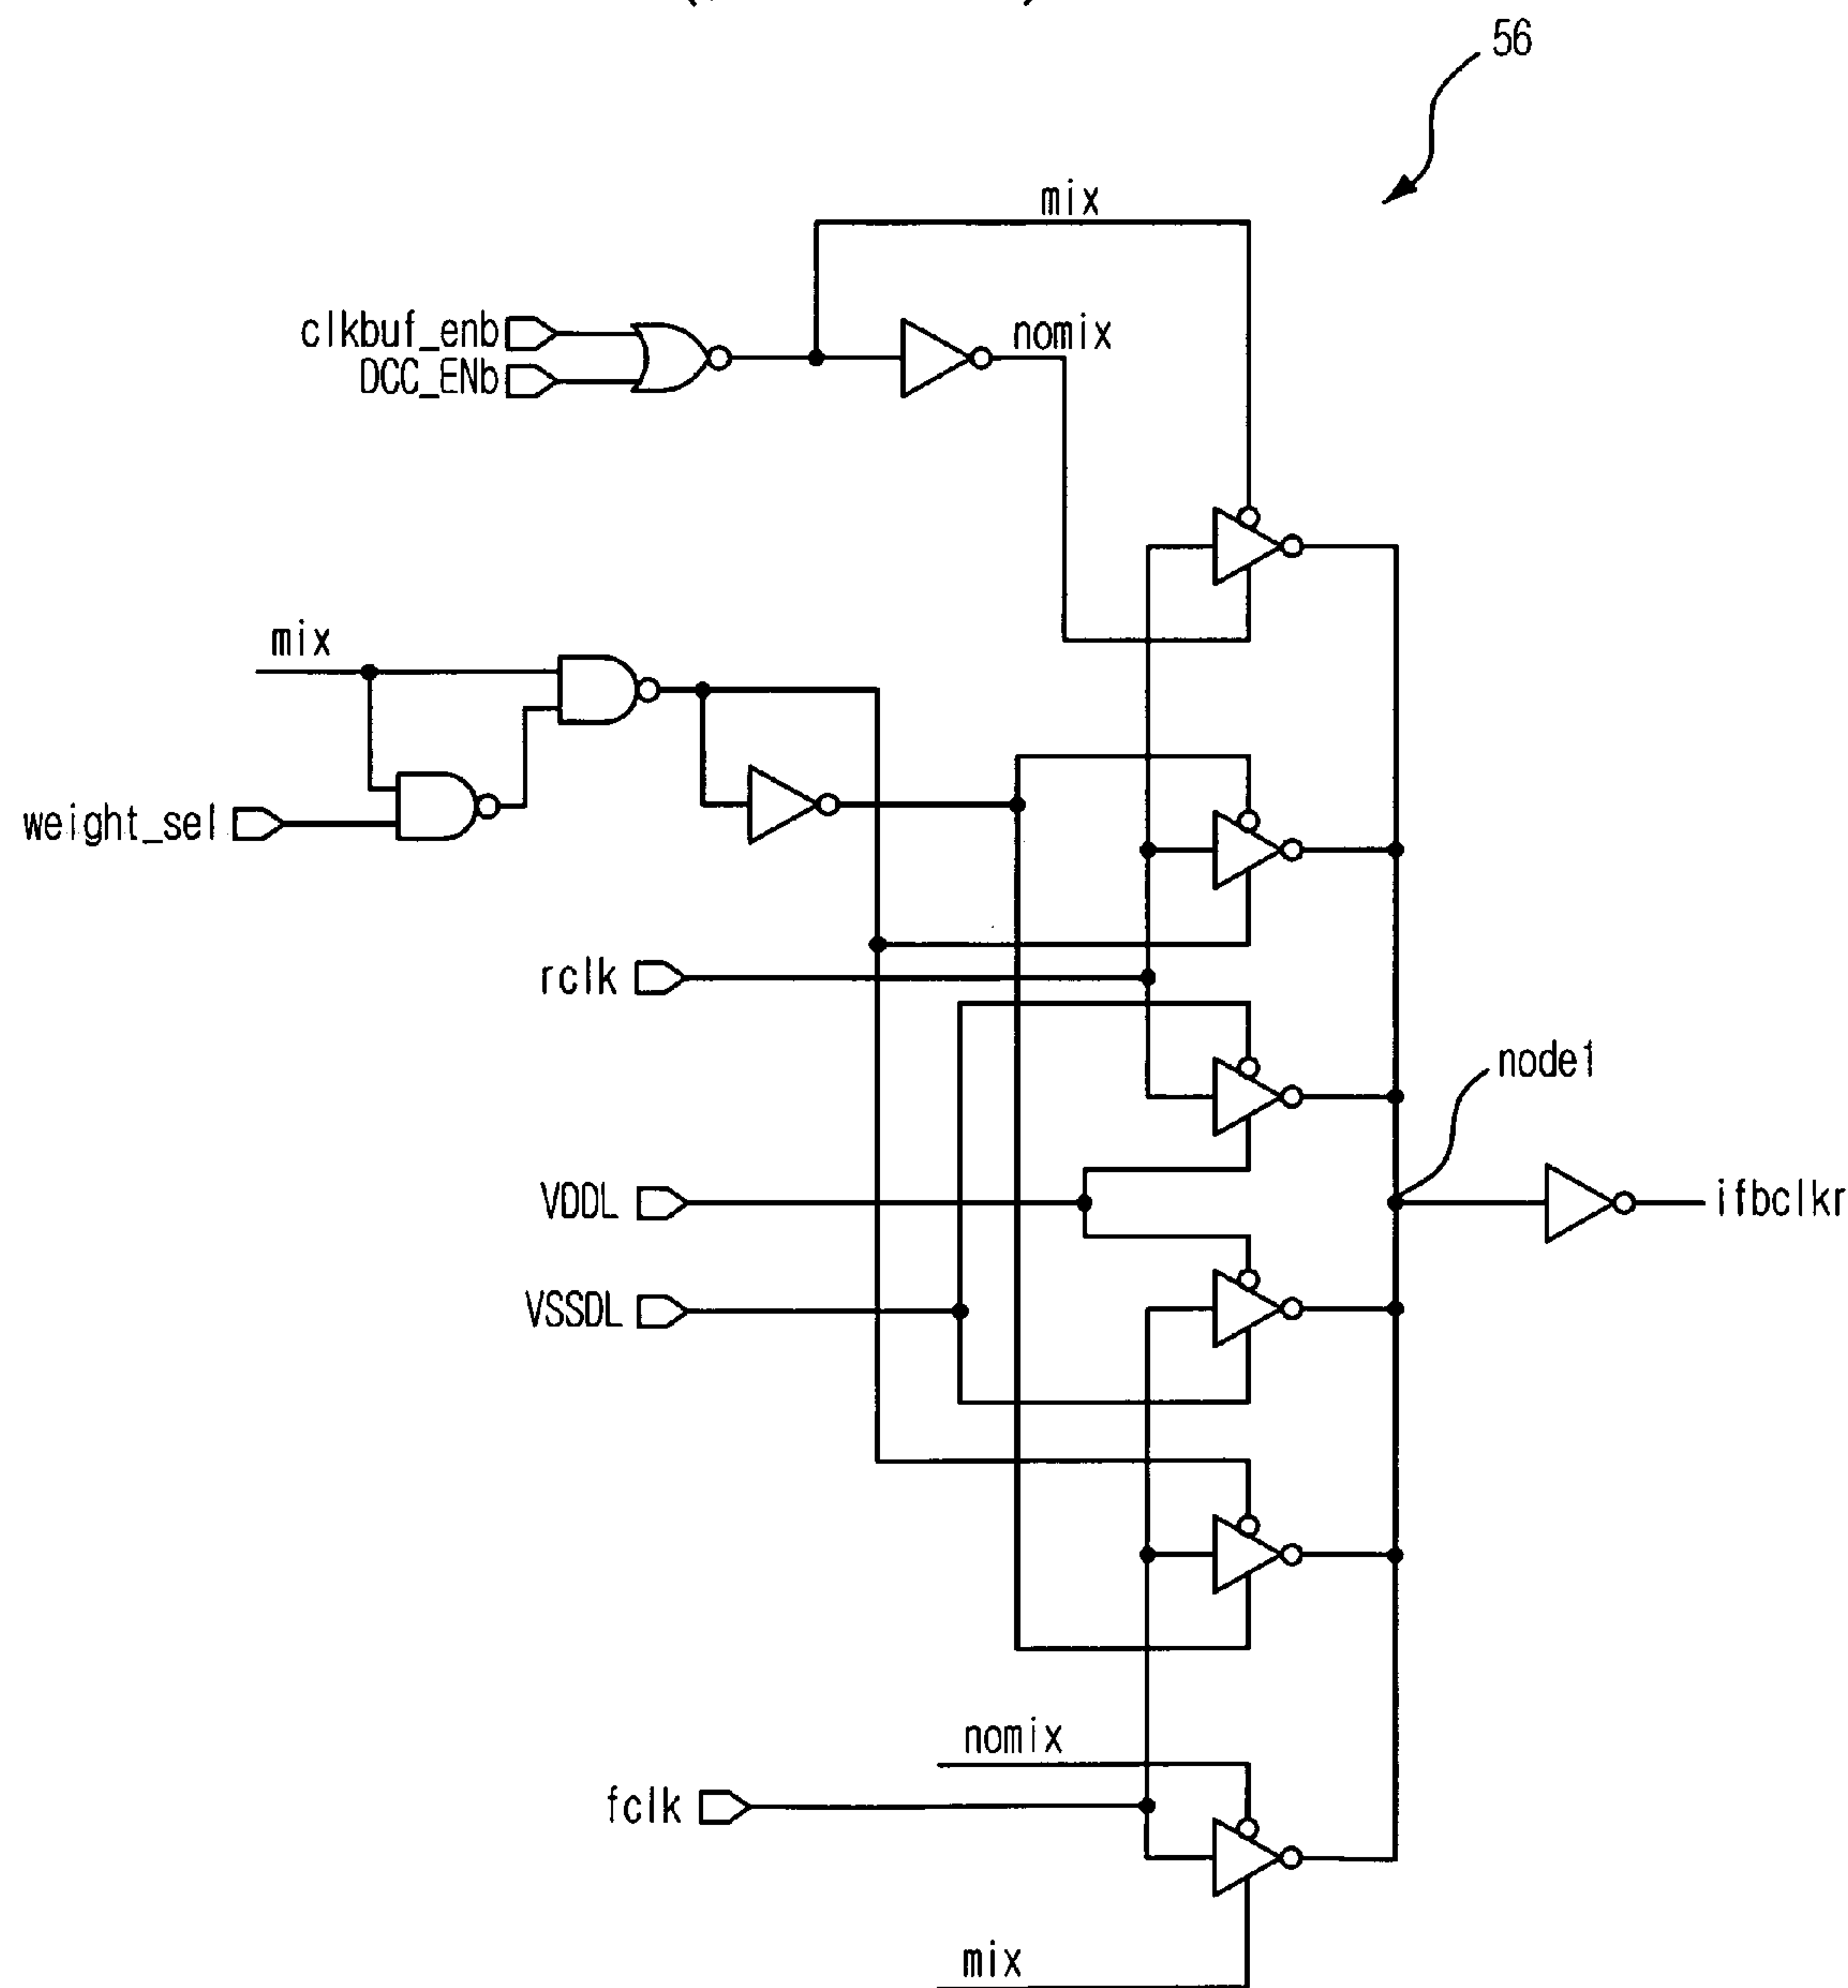 56
mix
clkbuf_enb
nomix
DCC_ENb
mix
weight_sel
rclk
node1
VDDL
ifbclkr
VSSDL
nomix
fclk
mix